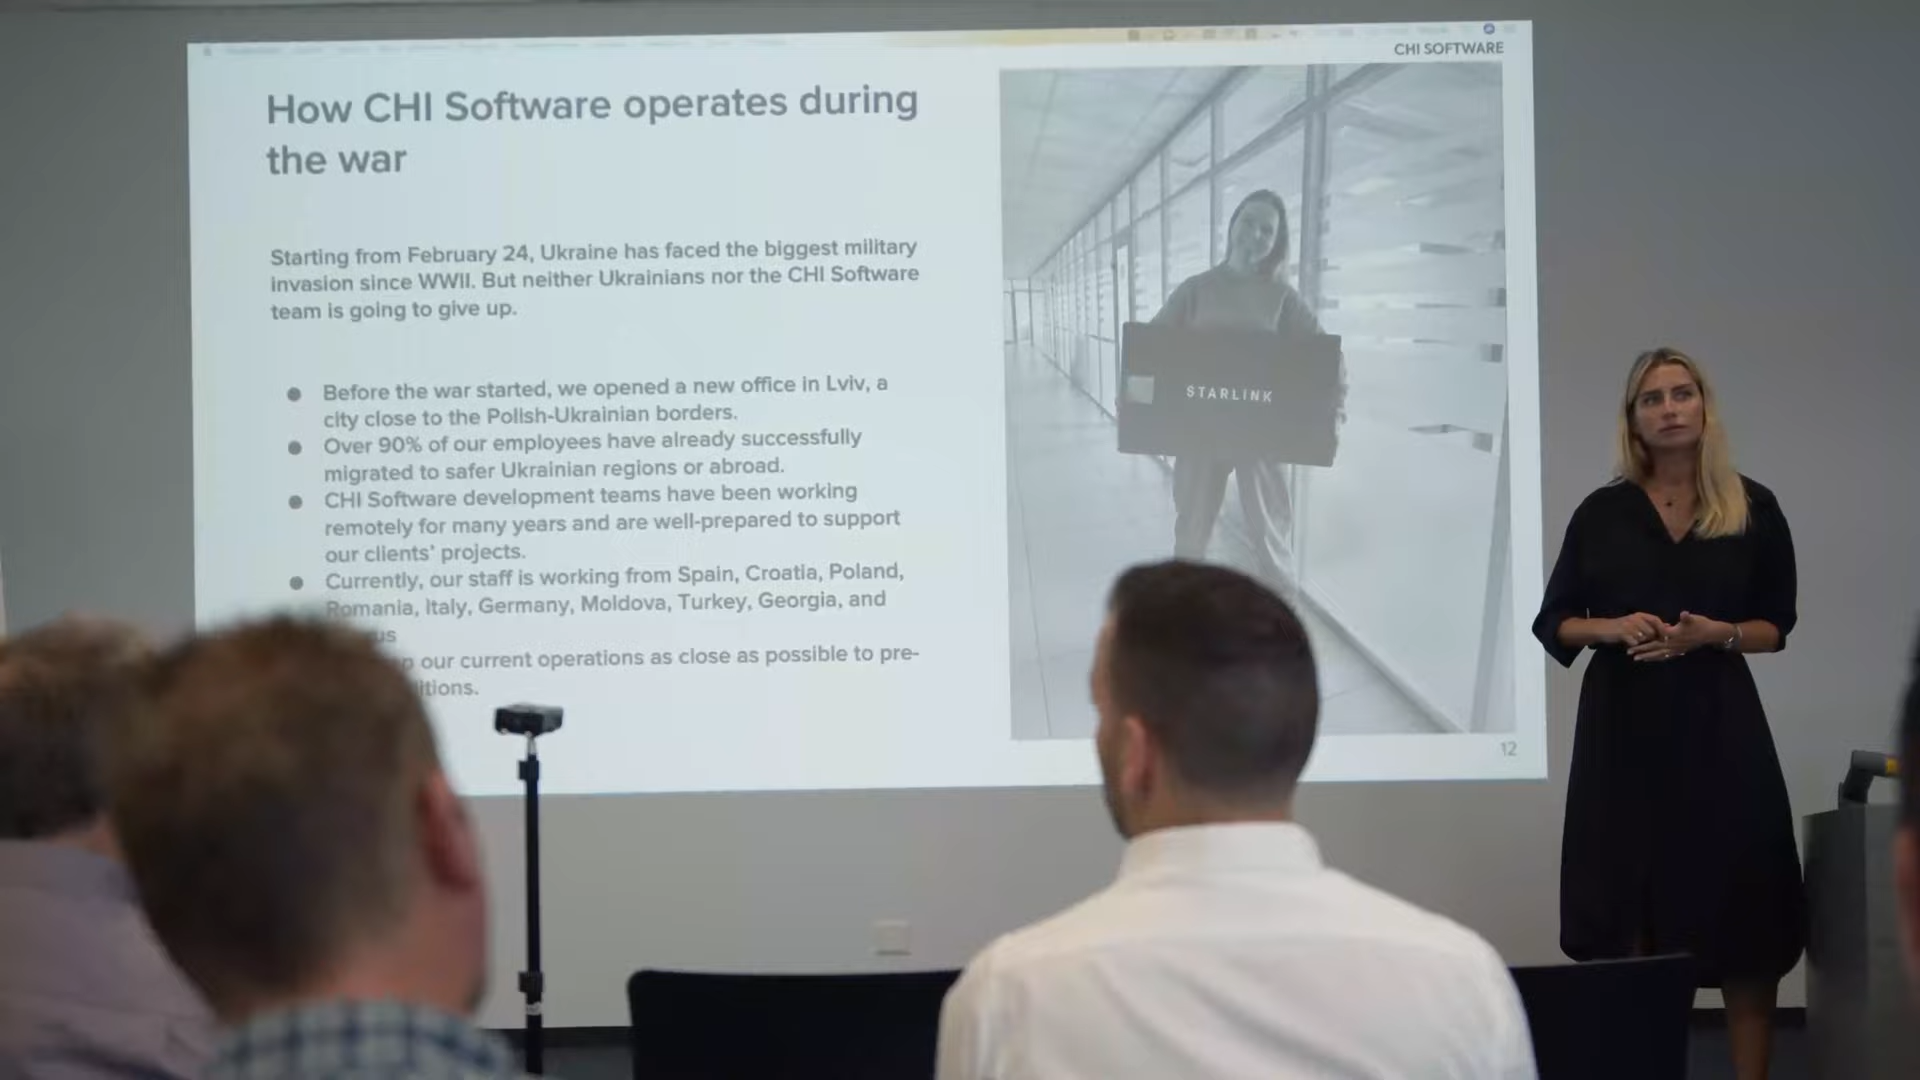 CHI SOFTWARE
How CHI Software operates during
the war
Starting from February 24, Ukraine has faced the biggest military
invasion since WWII. But neither Ukrainians nor the CHI Software
team is going to give up.
● Before the war started, we opened a new office in Lviv, a
city close to the Polish-Ukrainian borders.
● Over 90% of our employees have already successfully
migrated to safer Ukrainian regions or abroad.
● CHI Software development teams have been working
remotely for many years and are well-prepared to support
our clients' projects.
● Currently, our staff is working from Spain, Croatia, Poland,
Romania, Italy, Germany, Moldova, Turkey, Georgia, and
our current operations as close as possible to pre-
STARLINK
12